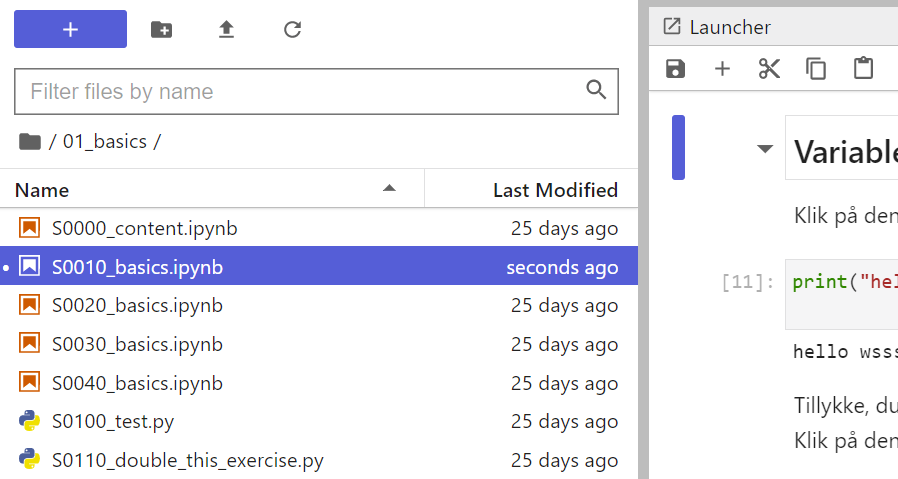 Filter files by name
/ 01_basics /
Name Last Modified
S0000_content.ipynb 25 days ago
S0010_basics.ipynb seconds ago
S0020_basics.ipynb 25 days ago
S0030_basics.ipynb 25 days ago
S0040_basics.ipynb 25 days ago
S0100_test.py 25 days ago
S0110_double_this_exercise.py 25 days ago
Launcher
Variable
Klik på den
[11]: print("hel
hello wsss
Tillykke, du
Klik på den